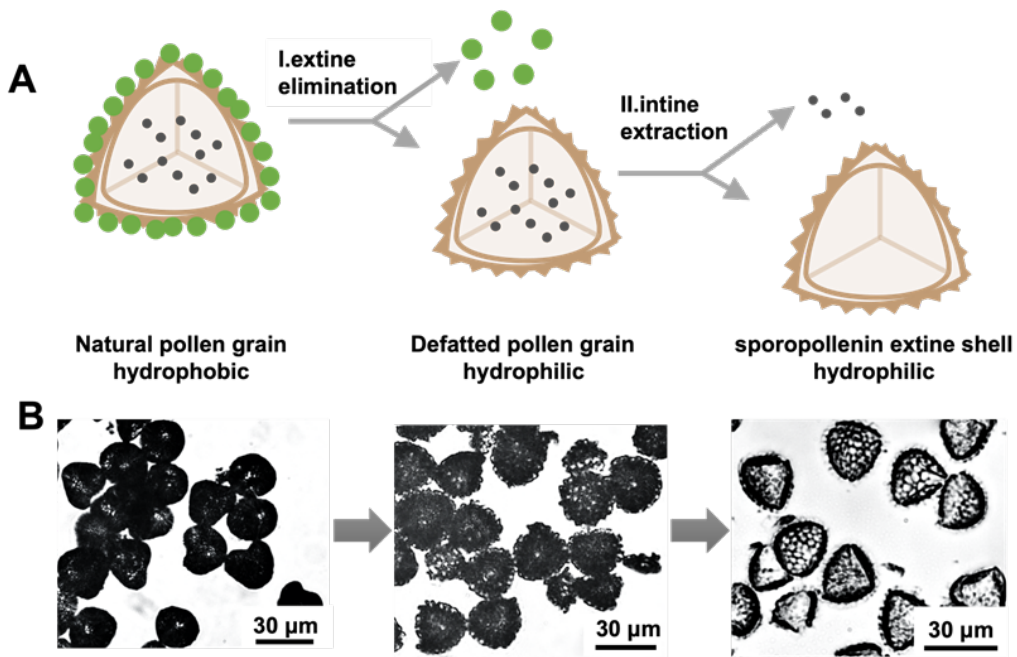 A
I.extine
elimination
II.intine
extraction
Natural pollen grain
hydrophobic
Defatted pollen grain
hydrophilic
sporopollenin extine shell
hydrophilic
B
30 µm
30 µm
30 µm